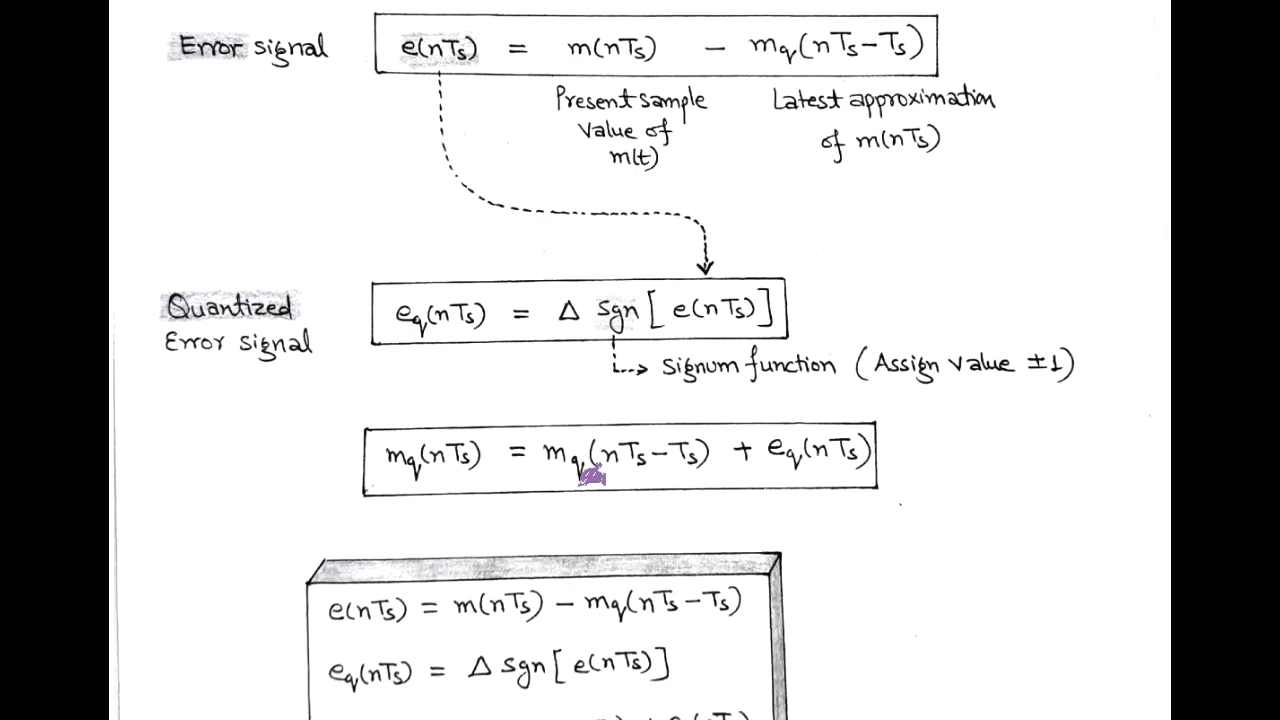 Error signal e(nTs) = m(nTs) - mq(nTs-Ts)
Present sample Latest approximation
Value of of m(nTs)
m(t)
Quantized eq(nTs) = Δ sgn[e(nTs)]
Error signal
signum function (Assign value ±1)
mq(nTs) = mq(nTs-Ts) + eq(nTs)
e(nTs) = m(nTs) - mq(nTs-Ts)
eq(nTs) = Δ sgn[e(nTs)]